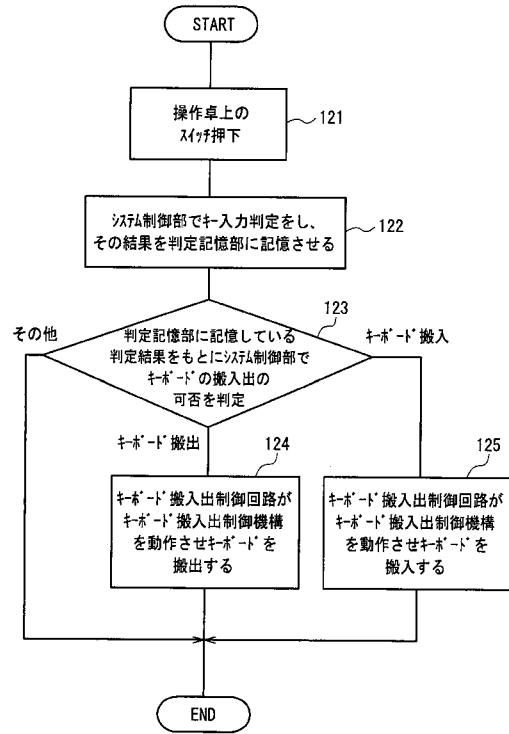 START
操作卓上の
ｽｲｯﾁ押下
121
ｼｽﾃﾑ制御部でキー入力判定をし、
その結果を判定記憶部に記憶させる
122
123
その他
判定記憶部に記憶している
判定結果をもとにｼｽﾃﾑ制御部で
ｷｰﾎﾞｰﾄﾞの搬入出の
可否を判定
ｷｰﾎﾞｰﾄﾞ搬入
ｷｰﾎﾞｰﾄﾞ搬出
124
ｷｰﾎﾞｰﾄﾞ搬入出制御回路が
ｷｰﾎﾞｰﾄﾞ搬入出制御機構
を動作させｷｰﾎﾞｰﾄﾞを
搬出する
125
ｷｰﾎﾞｰﾄﾞ搬入出制御回路が
ｷｰﾎﾞｰﾄﾞ搬入出制御機構
を動作させｷｰﾎﾞｰﾄﾞを
搬入する
END